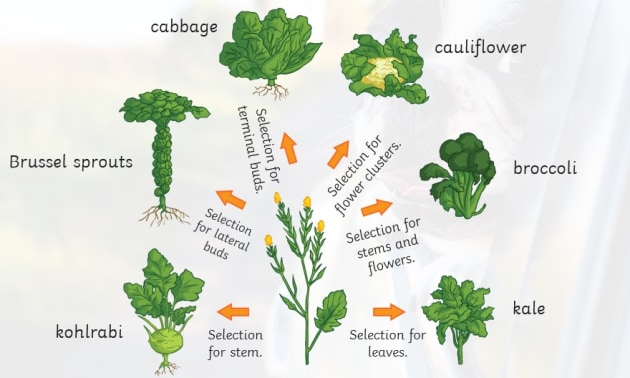 cabbage
cauliflower
Selection for
terminal buds.
Selection for
flower clusters.
Brussel sprouts
broccoli
Selection
for lateral
buds
Selection for
stems and
flowers.
kohlrabi
Selection
for stem.
Selection for
leaves.
kale